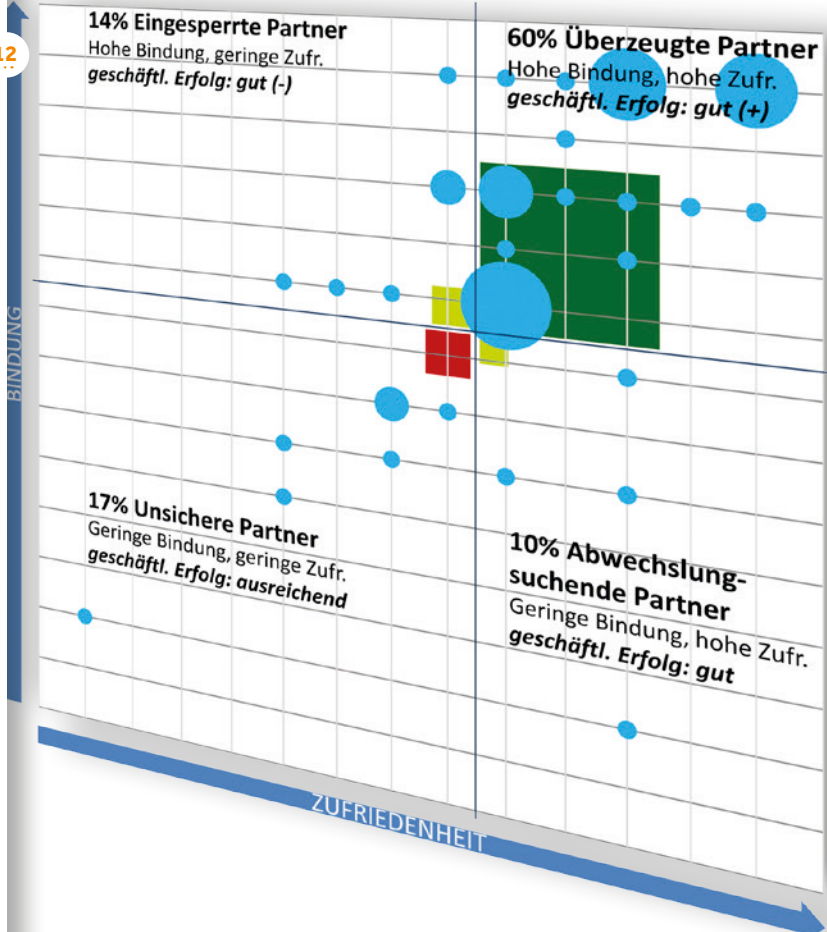 12
14% Eingesperrte Partner
Hohe Bindung, geringe Zufr.
geschäftl. Erfolg: gut (-)
60% Überzeugte Partner
Hohe Bindung, hohe Zufr.
geschäftl. Erfolg: gut (+)
BINDUNG
17% Unsichere Partner
Geringe Bindung, geringe Zufr.
geschäftl. Erfolg: ausreichend
10% Abwechslung-
suchende Partner
Geringe Bindung, hohe Zufr.
geschäftl. Erfolg: gut
ZUFRIEDENHEIT